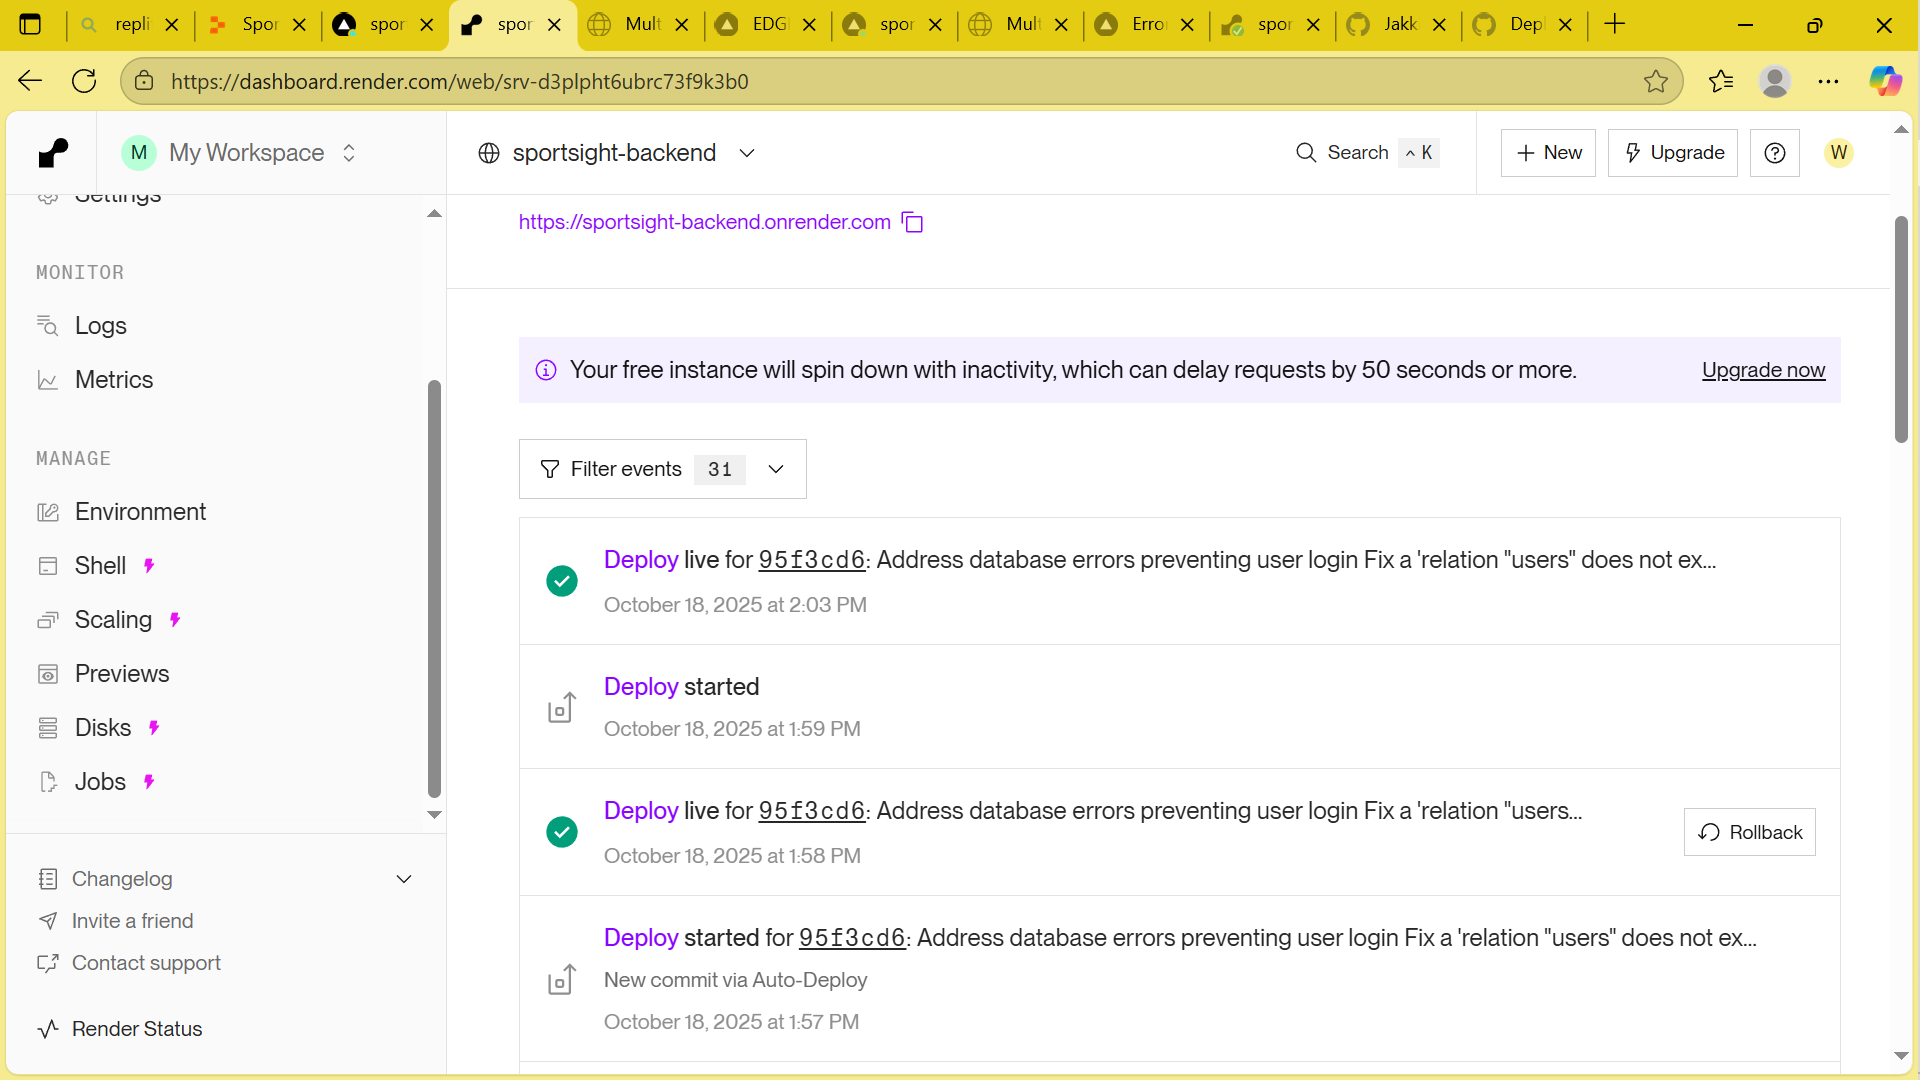 repli
Spor
spor
spor
Mult
EDG
spor
Mult
Erro
spor
Jakk
Dep
https://dashboard.render.com/web/srv-d3plpht6ubrc73f9k3b0
M My Workspace
sportsight-backend
Search ^ K
+ New
Upgrade
W
Settings
MONITOR
Logs
Metrics
MANAGE
Environment
Shell
Scaling
Previews
Disks
Jobs
Changelog
Invite a friend
Contact support
Render Status
https://sportsight-backend.onrender.com
Your free instance will spin down with inactivity, which can delay requests by 50 seconds or more.
Upgrade now
Filter events 31
Deploy live for 95f3cd6: Address database errors preventing user login Fix a 'relation "users" does not ex...
October 18, 2025 at 2:03 PM
Deploy started
October 18, 2025 at 1:59 PM
Deploy live for 95f3cd6: Address database errors preventing user login Fix a 'relation "users...
October 18, 2025 at 1:58 PM
Rollback
Deploy started for 95f3cd6: Address database errors preventing user login Fix a 'relation "users" does not ex...
New commit via Auto-Deploy
October 18, 2025 at 1:57 PM